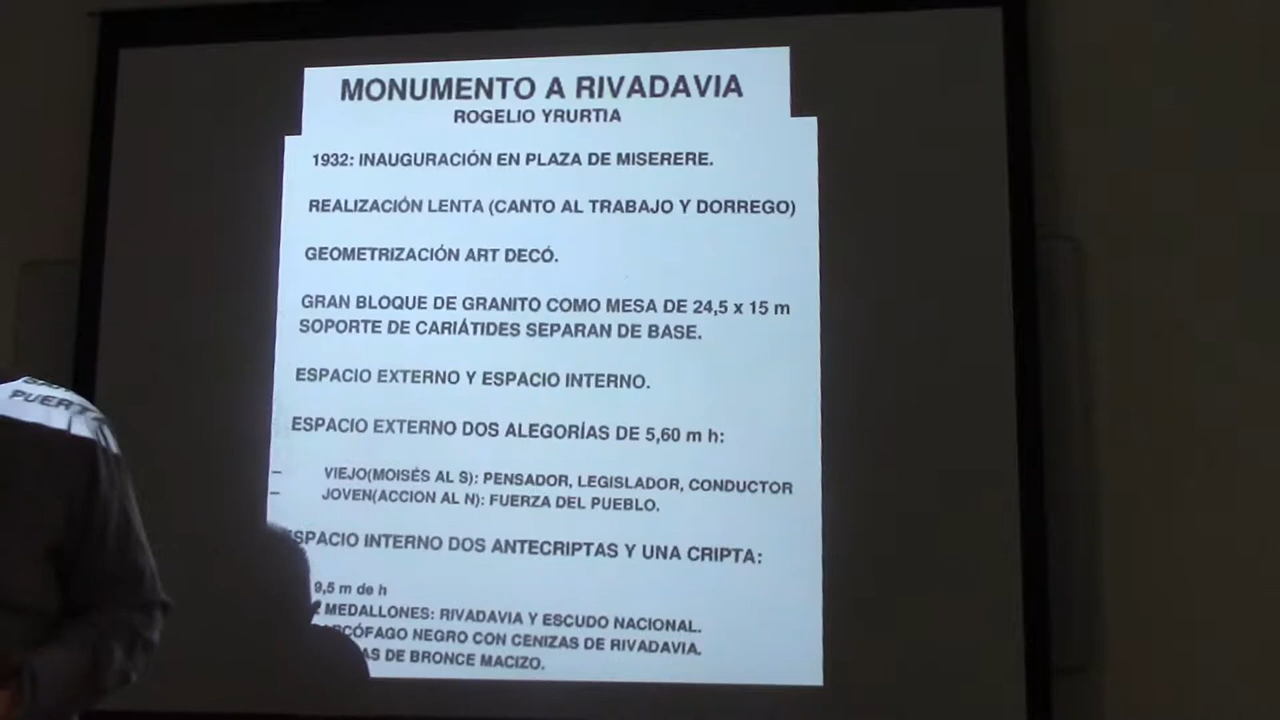 MONUMENTO A RIVADAVIA
ROGELIO YRURTIA
1932: INAUGURACIÓN EN PLAZA DE MISERERE.
REALIZACIÓN LENTA (CANTO AL TRABAJO Y DORREGO)
GEOMETRIZACIÓN ART DECÓ.
GRAN BLOQUE DE GRANITO COMO MESA DE 24,5 x 15 m
SOPORTE DE CARIÁTIDES SEPARAN DE BASE.
ESPACIO EXTERNO Y ESPACIO INTERNO.
ESPACIO EXTERNO DOS ALEGORÍAS DE 5,60 m h:
– VIEJO(MOISÉS AL S): PENSADOR, LEGISLADOR, CONDUCTOR
– JOVEN(ACCION AL N): FUERZA DEL PUEBLO.
ESPACIO INTERNO DOS ANTECRIPTAS Y UNA CRIPTA:
9,5 m de h
2 MEDALLONES: RIVADAVIA Y ESCUDO NACIONAL.
NEGRO CON CENIZAS DE RIVADAVIA.
DE BRONCE MACIZO.